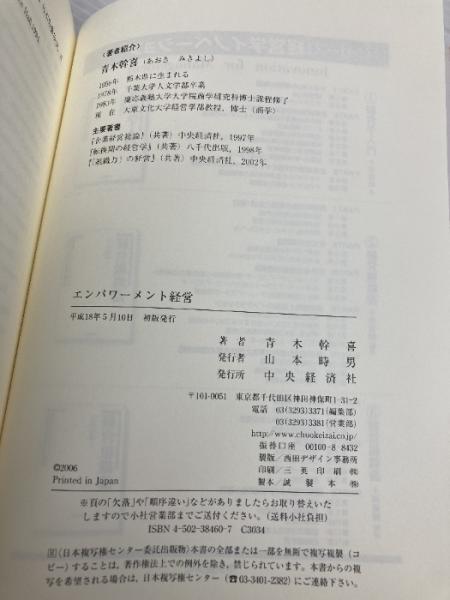 〈著者紹介〉
青木幹喜（あおき みきよし）
栃木県に生まれる
1978年 千葉大学人文学部卒業
慶応義塾大学大学院商学研究科博士課程修了
現 在 大東文化大学経営学部教授，博士（商学）
主要著書
『企業経営総論』（共著）中央経済社，1997年
の経営学』（共著）八千代出版，1998年
の経営』（共著）中央経済社，2002年
エンパワーメント経営
平成18年5月10日 初版発行
著者 青木幹喜
発行者 山本時男
発行所 中央経済社
〒101-0051 東京都千代田区神田神保町1-31-2
電話 03(3293)3371(編集部)
03(3293)3381(営業部)
http://www.chuokeizai.co.jp/
振替口座 00100-8-8432
製版／西田デザイン事務所
印刷／三英印刷㈱
製本／誠製本㈱
©2006
Printed in Japan
※頁の「欠落」や「順序違い」などがありましたらお取り替えいた
しますので小社営業部までご送付ください。（送料小社負担）
ISBN 4-502-38460-7 C3034
〈日本複写権センター委託出版物〉本書の全部または一部を無断で複写複製（コ
ピー）することは，著作権法上での例外を除き，禁じられています。本書からの複
写を希望される場合は，日本複写権センター（☎03-3401-2382）にご連絡下さい。